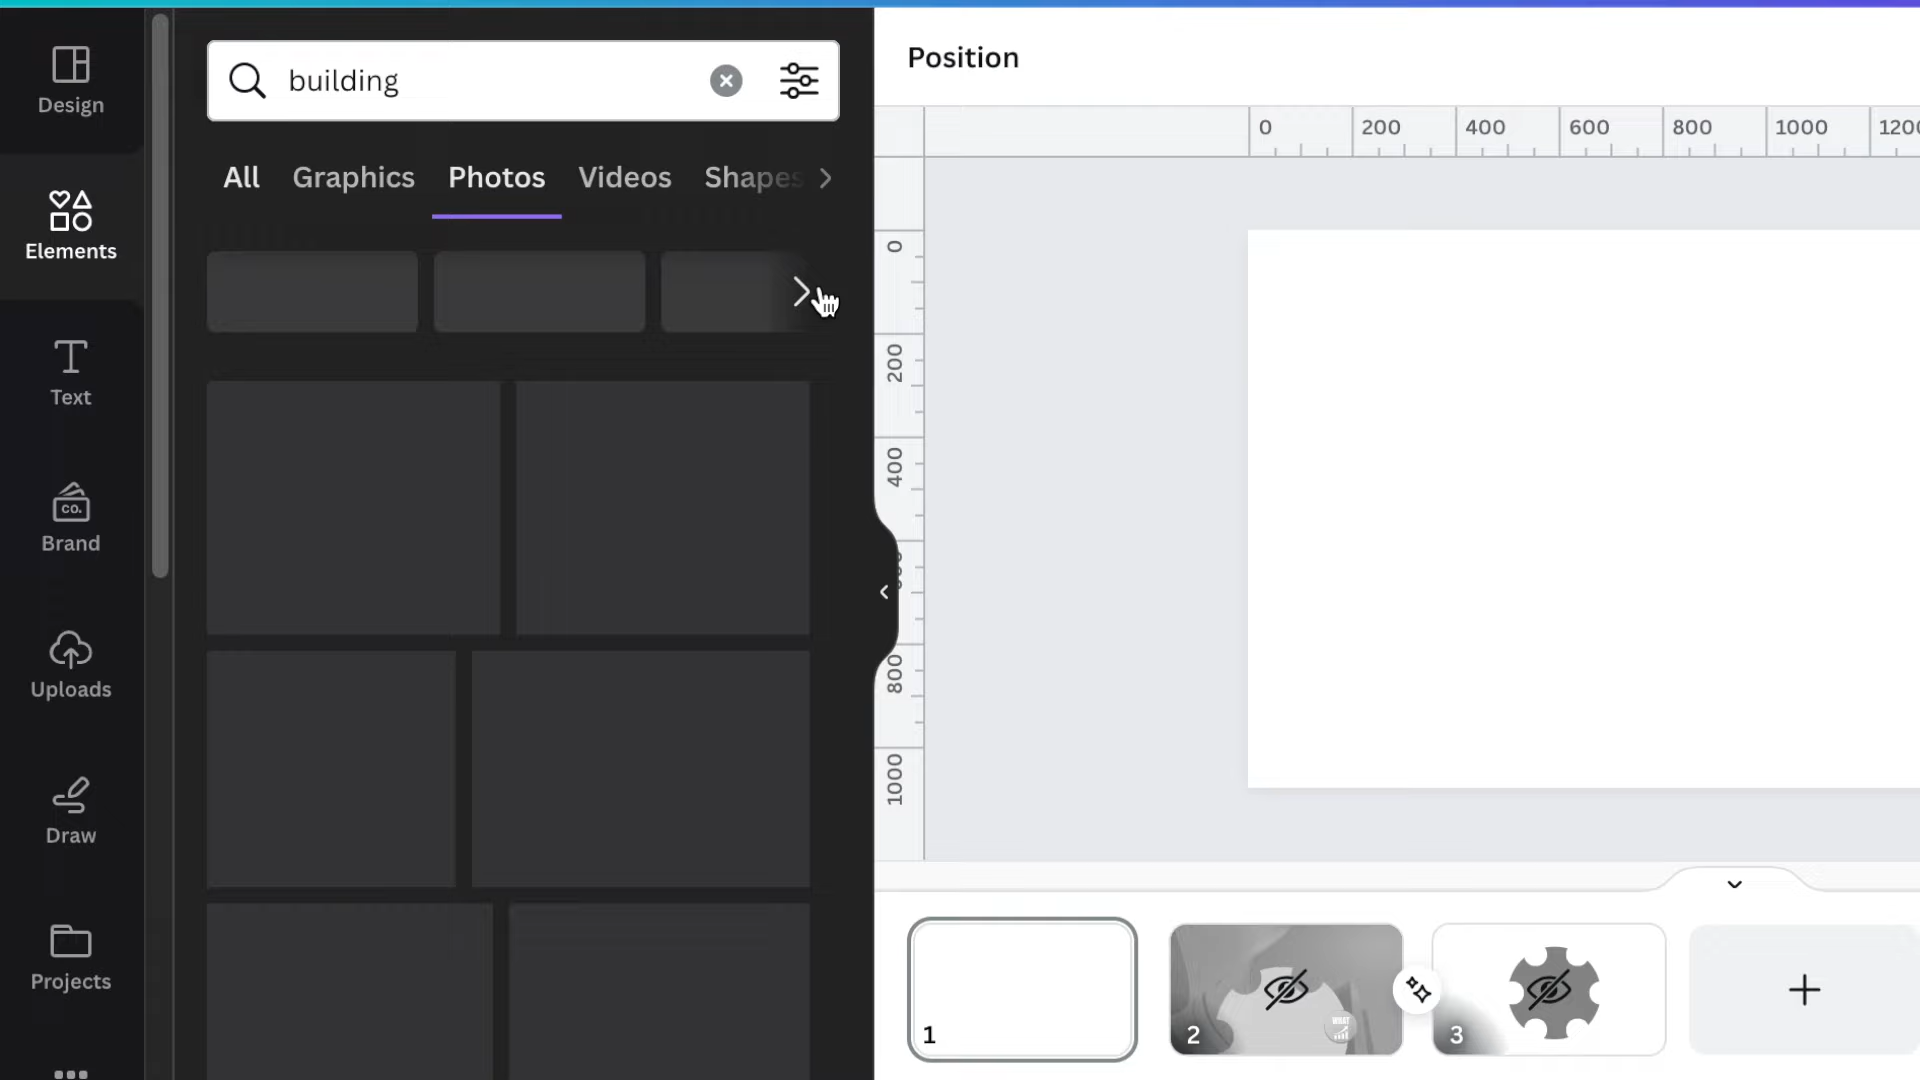 Design
Elements
Text
CO.
Brand
Uploads
Draw
Projects
building
All Graphics Photos Videos Shapes
Position
0 200 400 600 800 1000
0
200
400
800
1000
1
2
WHAT
3